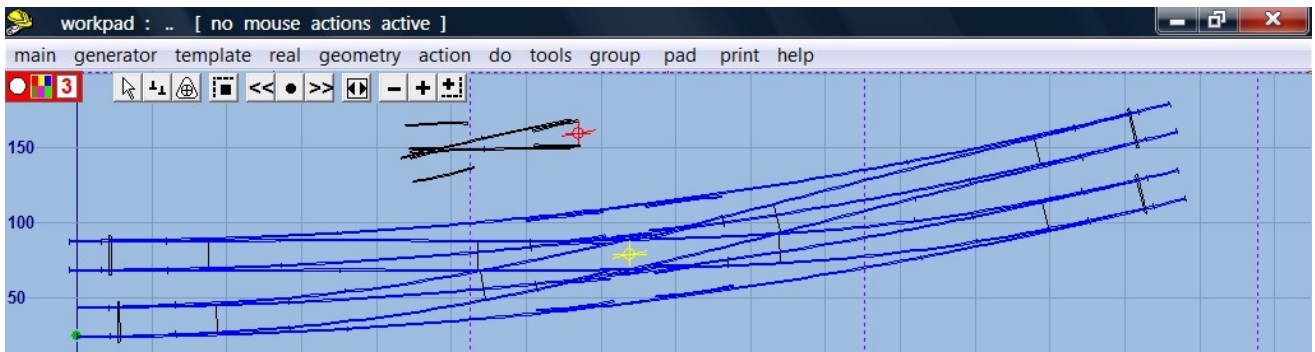 workpad : .. [ no mouse actions active ]
main generator template real geometry action do tools group pad print help
3 << >> - +
150
100
50